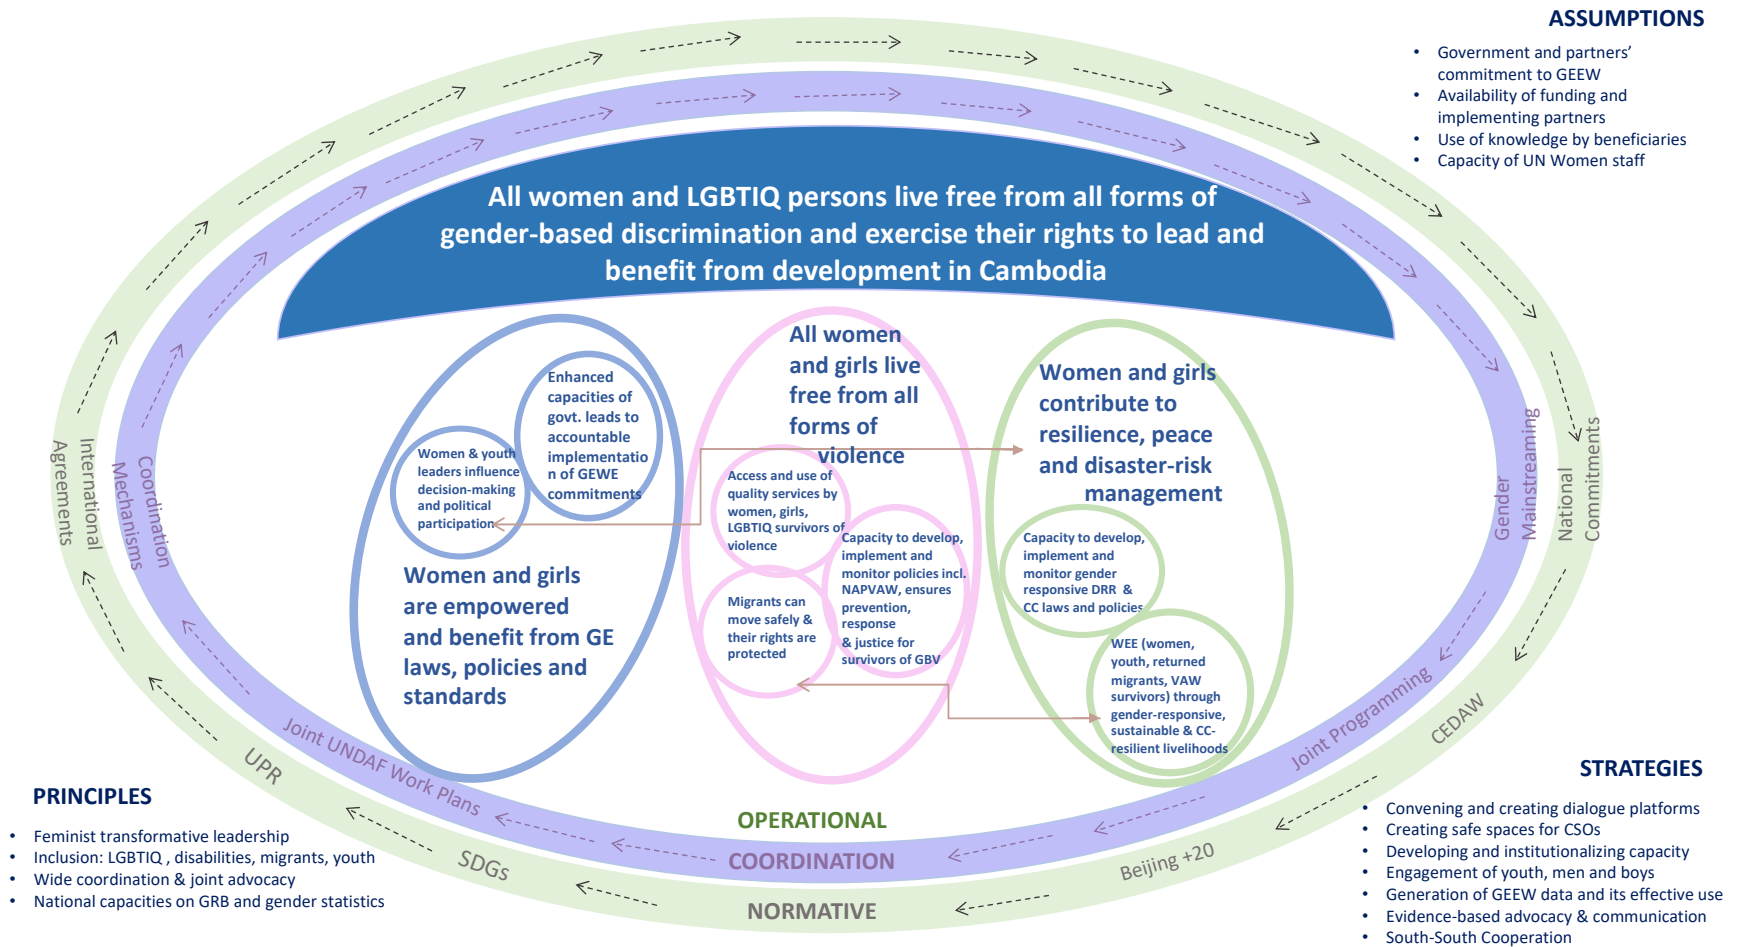 ASSUMPTIONS
• Government and partners'
commitment to GEEW
• Availability of funding and
implementing partners
• Use of knowledge by beneficiaries
• Capacity of UN Women staff
All women and LGBTIQ persons live free from all forms of
gender-based discrimination and exercise their rights to lead and
benefit from development in Cambodia
Enhanced
capacities of
govt. leads to
accountable
implementatio
n of GEWE
commitments
Women & youth
leaders influence
decision-making
and political
participation
Women and girls
are empowered
and benefit from GE
laws, policies and
standards
All women
and girls live
free from all
forms of
violence
Access and use of
quality services by
women, girls,
LGBTIQ survivors of
violence
Capacity to develop,
implement and
monitor policies incl.
NAPVAW, ensures
prevention,
response
& justice for
survivors of GBV
Migrants can
move safely &
their rights are
protected
Women and girls
contribute to
resilience, peace
and disaster-risk
management
Capacity to develop,
implement and
monitor gender
responsive DRR &
CC laws and policies
WEE (women,
youth, returned
migrants, VAW
survivors) through
gender-responsive,
sustainable & CC-
resilient livelihoods
International
Agreements
Coordination
Mechanisms
Gender
Mainstreaming
National
Commitments
Joint UNDAF Work Plans
Joint Programming
UPR
CEDAW
SDGs
Beijing +20
OPERATIONAL
COORDINATION
NORMATIVE
PRINCIPLES
• Feminist transformative leadership
• Inclusion: LGBTIQ , disabilities, migrants, youth
• Wide coordination & joint advocacy
• National capacities on GRB and gender statistics
STRATEGIES
• Convening and creating dialogue platforms
• Creating safe spaces for CSOs
• Developing and institutionalizing capacity
• Engagement of youth, men and boys
• Generation of GEEW data and its effective use
• Evidence-based advocacy & communication
• South-South Cooperation